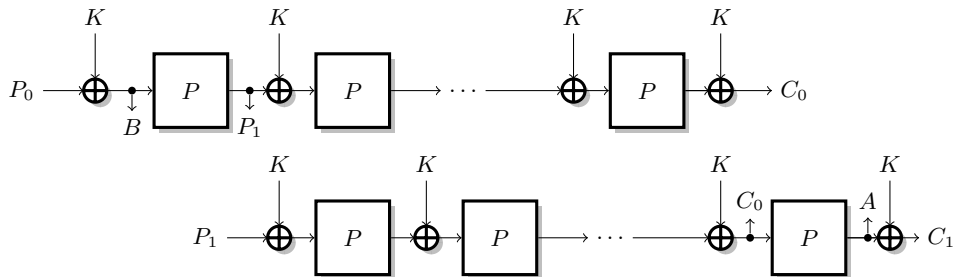 K K K K
P₀ P P … P C₀
B P₁
K K K K
C₀ A
P₁ P P … P C₁